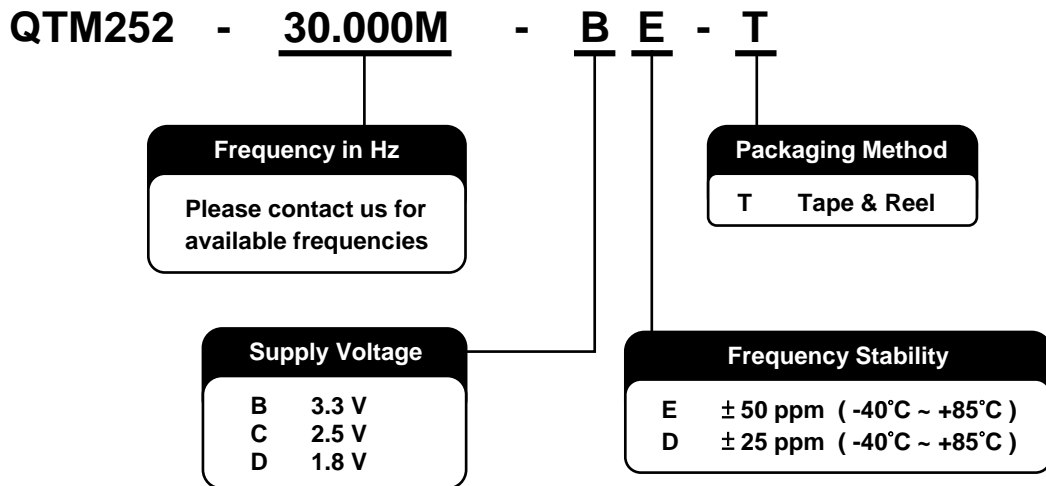 QTM252 - 30.000M - B E - T
Frequency in Hz
Please contact us for
available frequencies
Packaging Method
T Tape & Reel
Supply Voltage
B 3.3 V
C 2.5 V
D 1.8 V
Frequency Stability
E ± 50 ppm ( -40°C ~ +85°C )
D ± 25 ppm ( -40°C ~ +85°C )